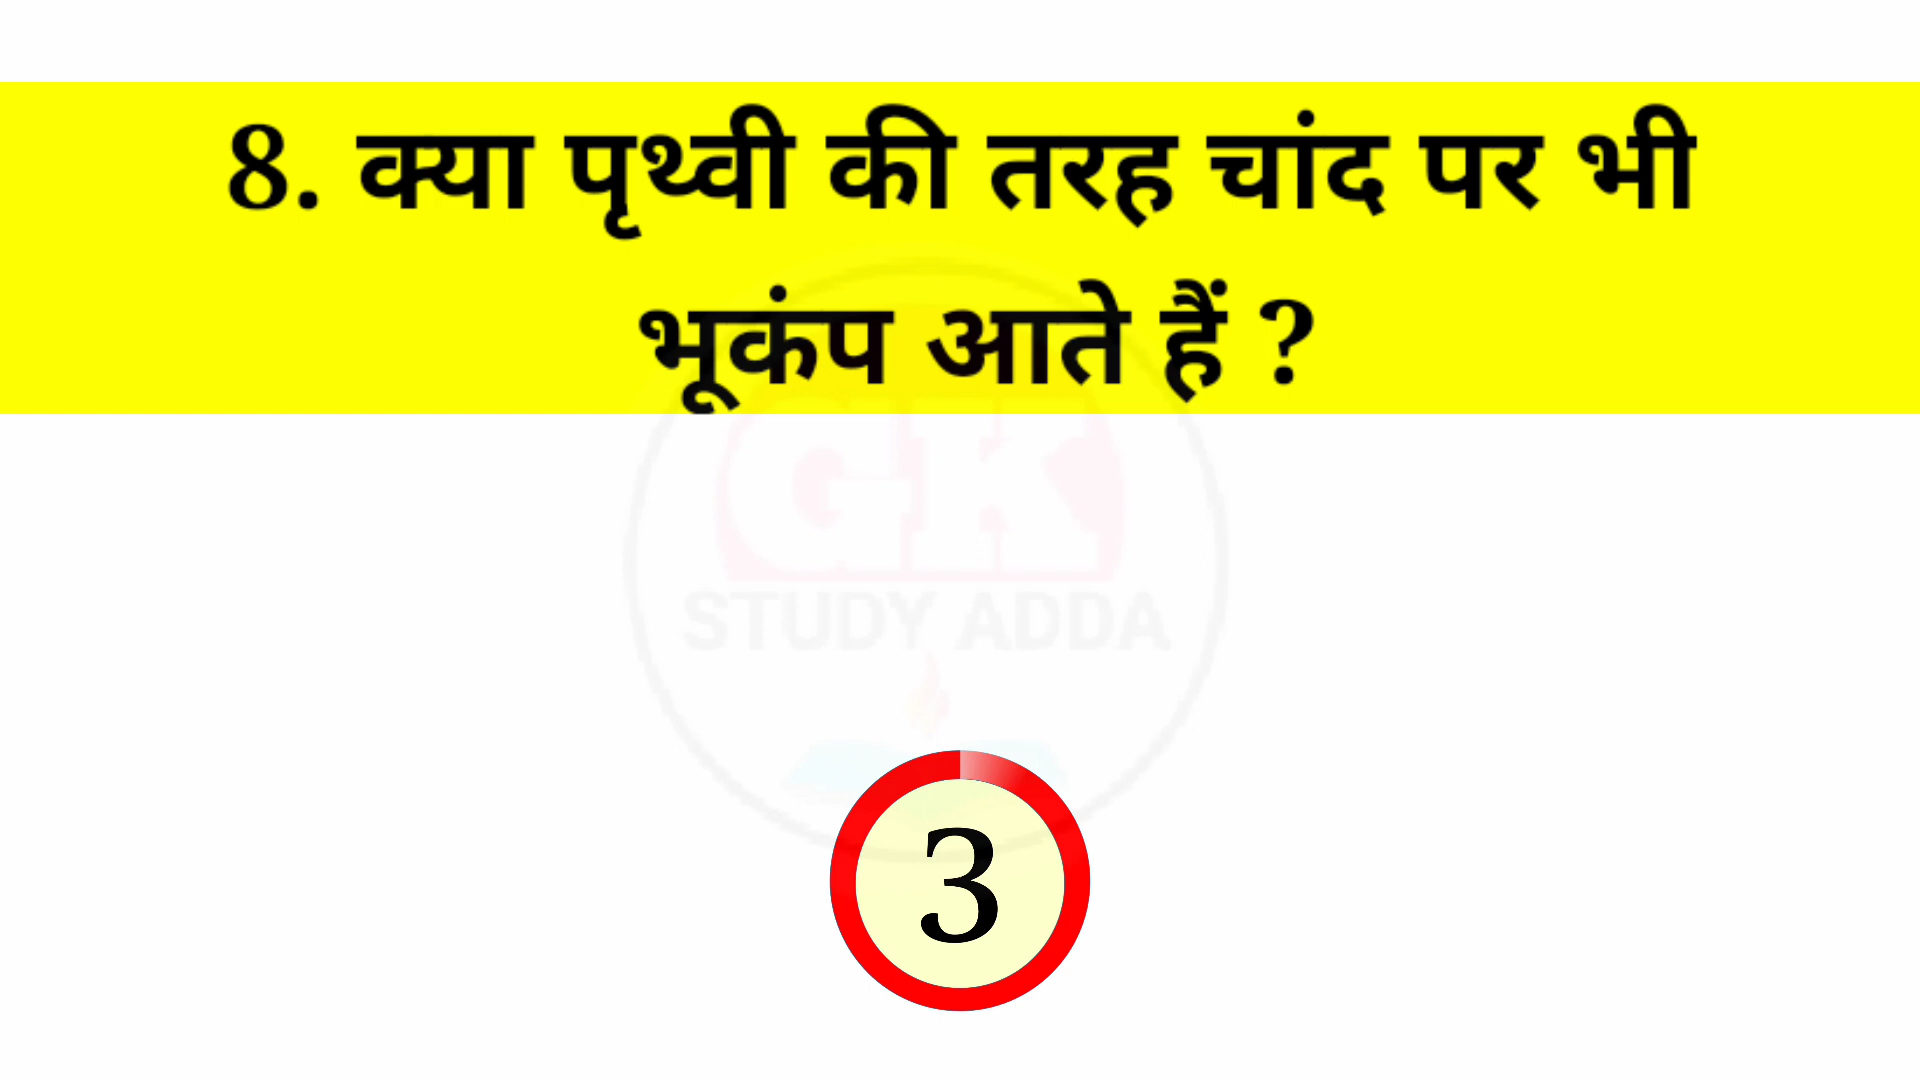 8. क्या पृथ्वी की तरह चांद पर भी
भूकंप आते हैं ?
GK
STUDY ADDA
3